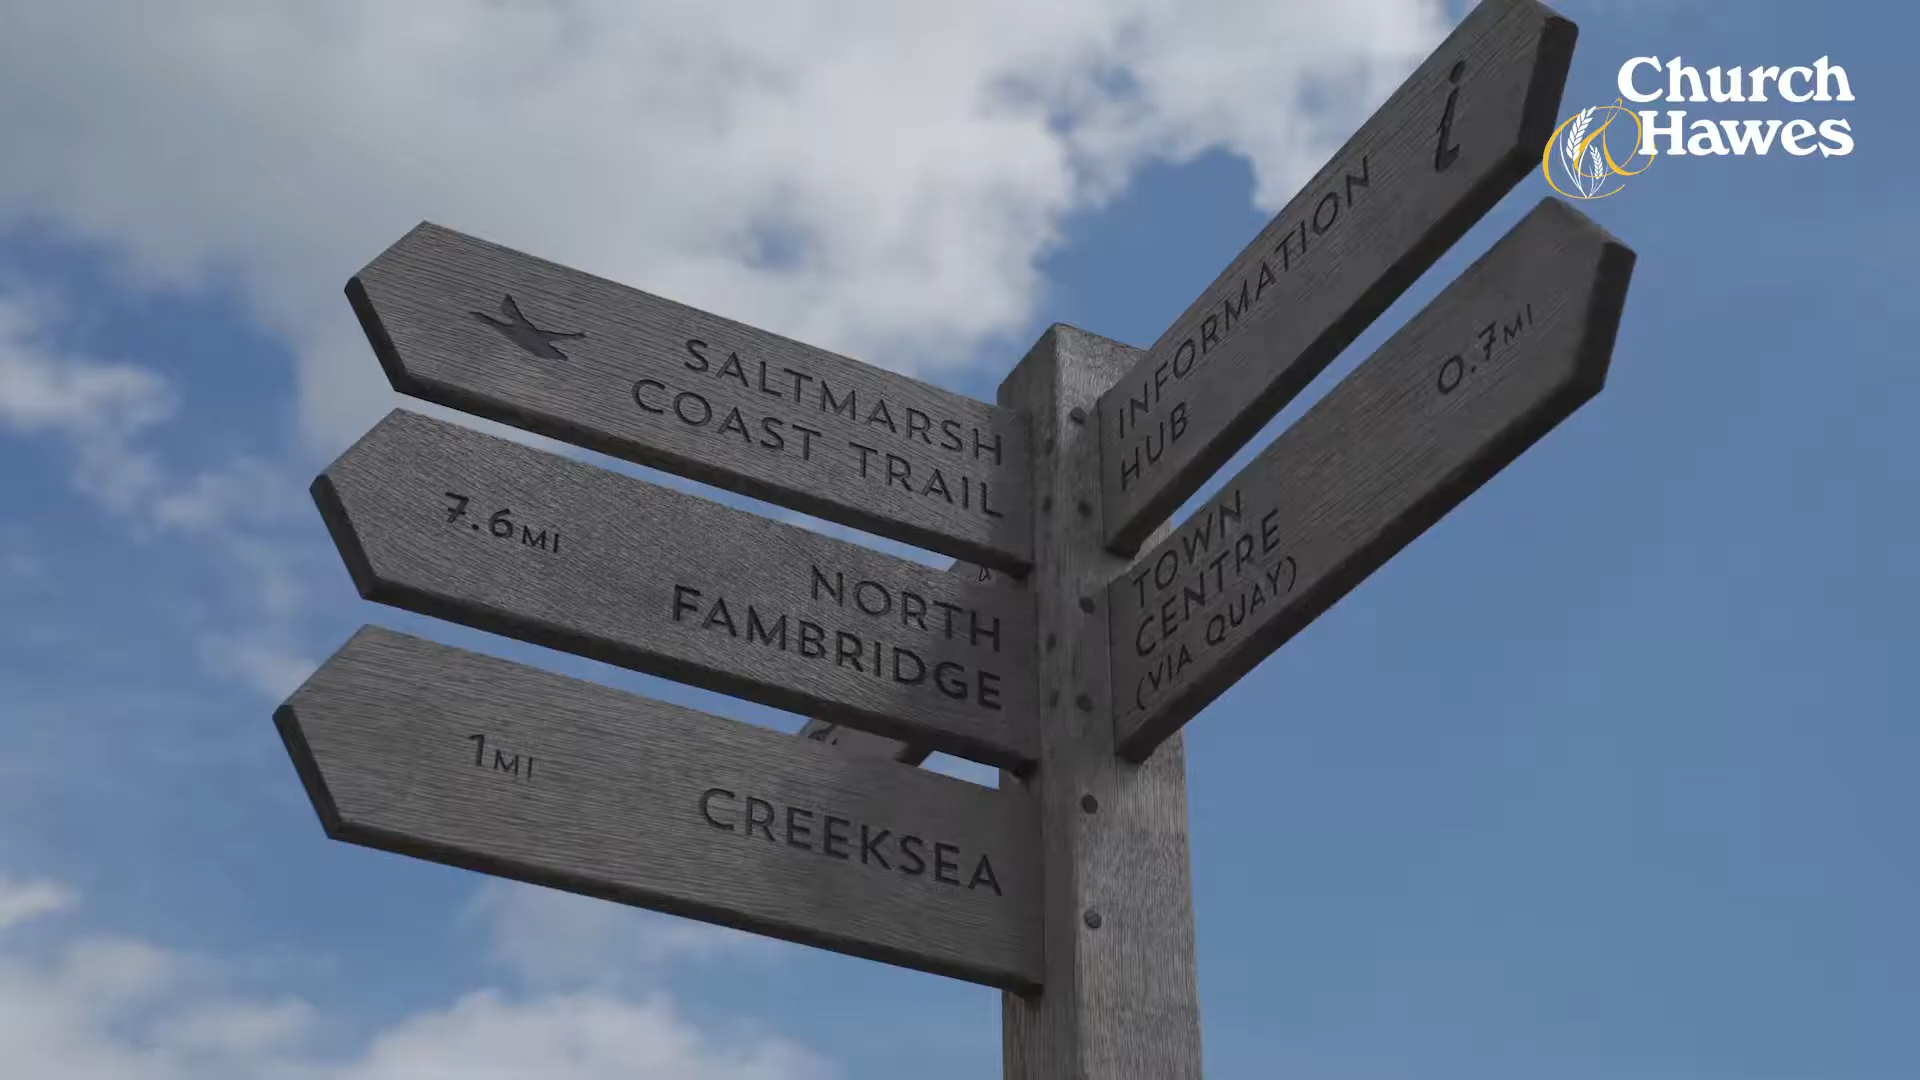 Church
& Hawes
i
INFORMATION
HUB
SALTMARSH
COAST TRAIL
0.7MI
TOWN
CENTRE
(VIA QUAY)
7.6MI
NORTH
FAMBRIDGE
1MI
CREEKSEA